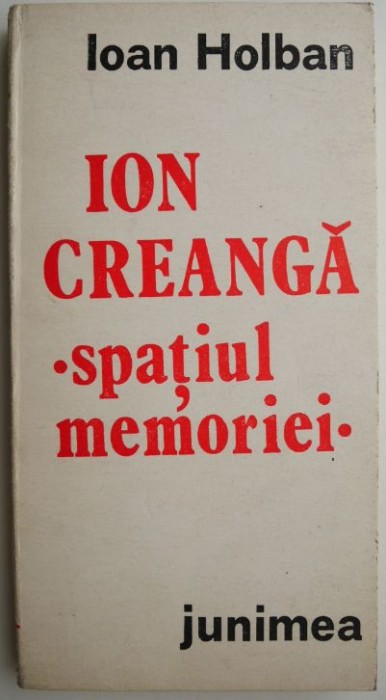 Ioan Holban
ION
CREANGĂ
•spațiul
memoriei•
junimea